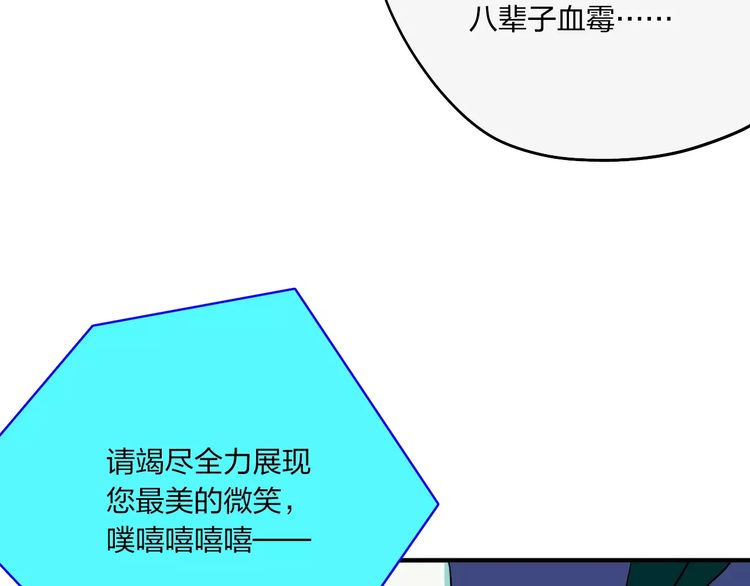 八辈子血霉……
请竭尽全力展现
您最美的微笑，
噗嘻嘻嘻嘻——